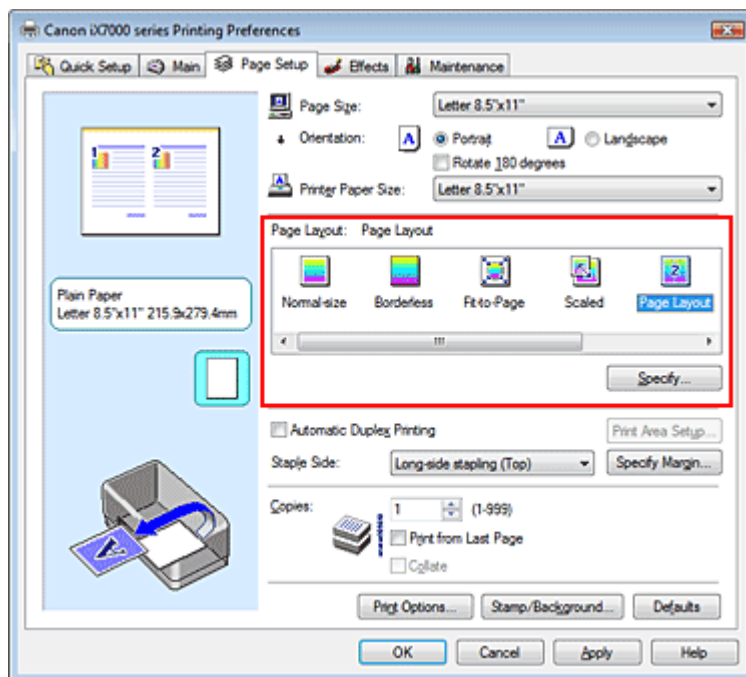 Canon iX7000 series Printing Preferences
Quick Setup Main Page Setup Effects Maintenance
Page Size: Letter 8.5"x11"
Orientation: A Portrait A Landscape
Rotate 180 degrees
Printer Paper Size: Letter 8.5"x11"
1 2
Page Layout: Page Layout
2
Normal-size Borderless Fit-to-Page Scaled Page Layout
Plain Paper
Letter 8.5"x11" 215.9x279.4mm
Specify...
Automatic Duplex Printing Print Area Setup...
Staple Side: Long-side stapling (Top) Specify Margin...
Copies: 1 (1-999)
Print from Last Page
Collate
A
Print Options... Stamp/Background... Defaults
OK Cancel Apply Help